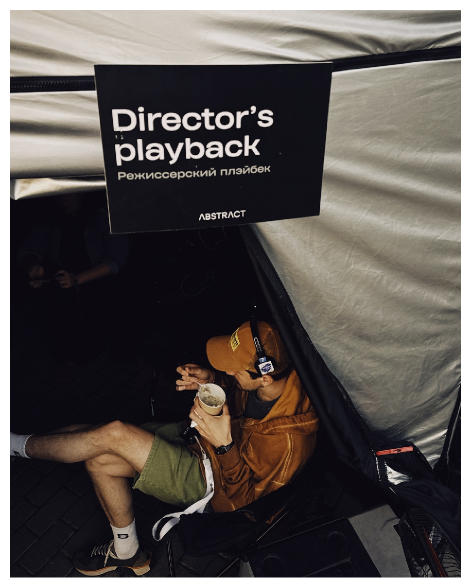 Director's
playback
Режиссерский плэйбек
ABSTRACT